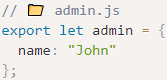 // 📁 admin.js
export let admin = {
  name: "John"
};